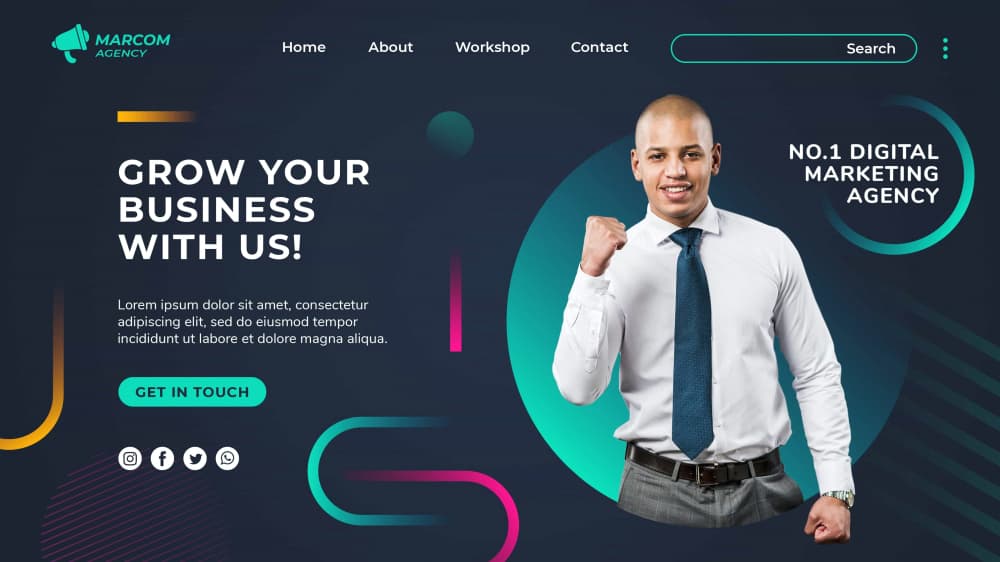 MARCOM
AGENCY
Home
About
Workshop
Contact
Search
GROW YOUR
BUSINESS
WITH US!
NO.1 DIGITAL
MARKETING
AGENCY
Lorem ipsum dolor sit amet, consectetur
adipiscing elit, sed do eiusmod tempor
incididunt ut labore et dolore magna aliqua.
GET IN TOUCH